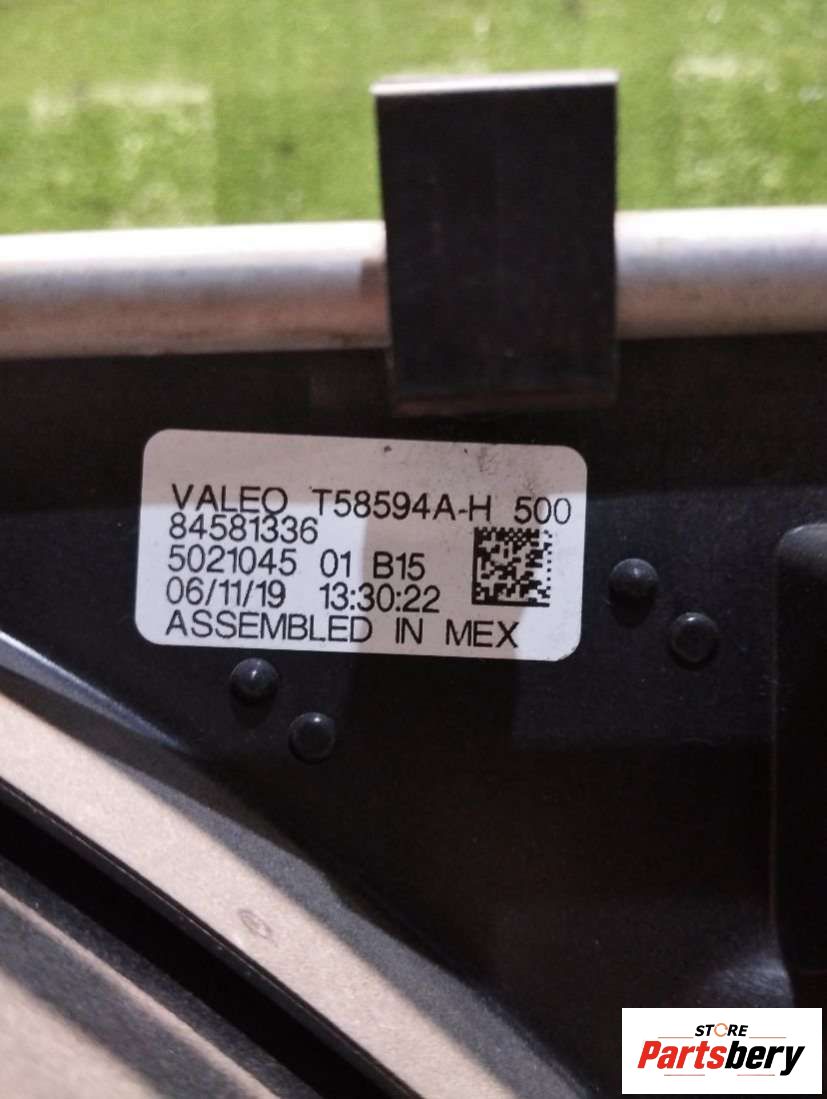 VALEO T58594A-H 500
84581336
5021045 01 B15
06/11/19 13:30:22
ASSEMBLED IN MEX
STORE
Partsbery